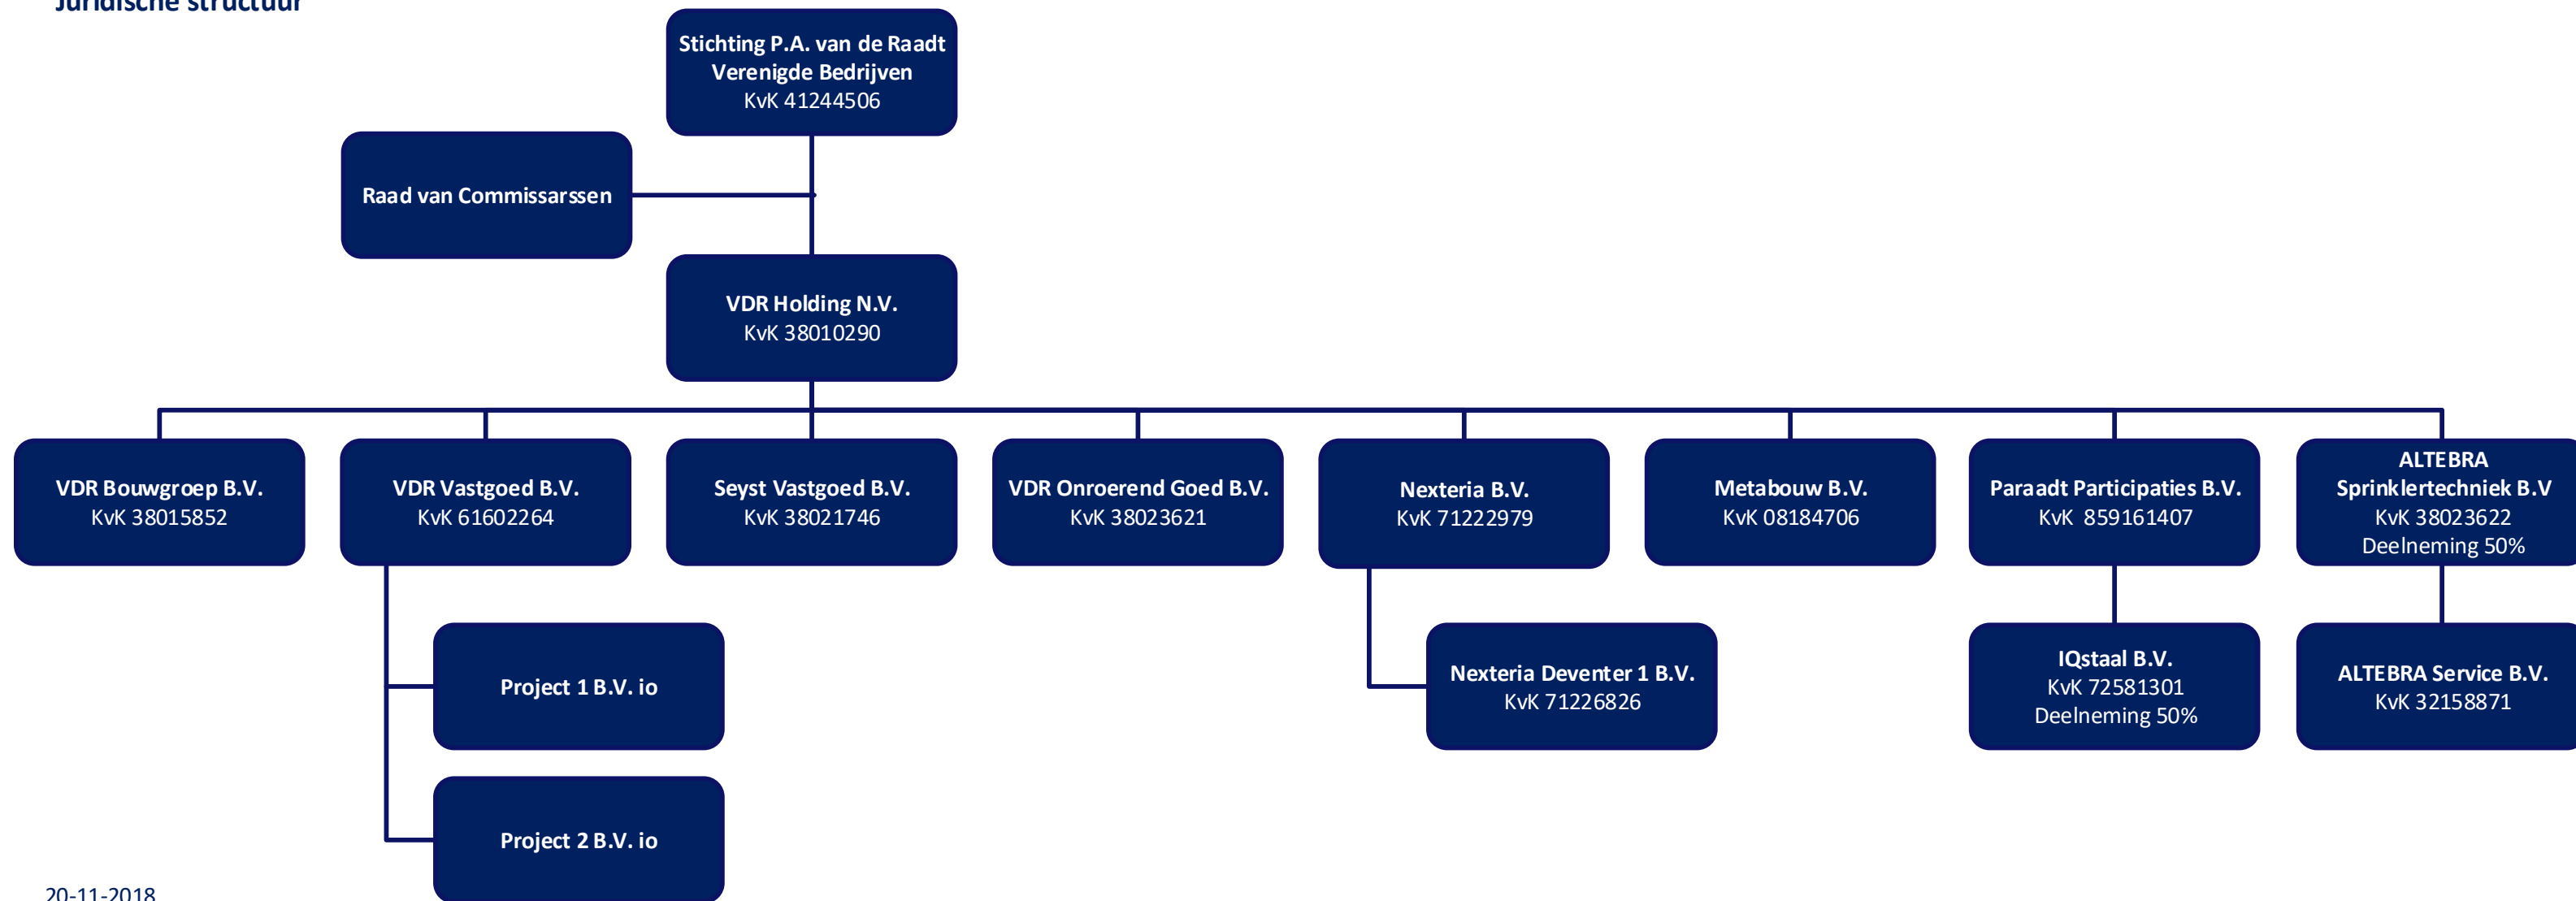 Juridische structuur
Stichting P.A. van de Raadt
Verenigde Bedrijven
KvK 41244506
Raad van Commissarssen
VDR Holding N.V.
KvK 38010290
VDR Bouwgroep B.V.
KvK 38015852
VDR Vastgoed B.V.
KvK 61602264
Seyst Vastgoed B.V.
KvK 38021746
VDR Onroerend Goed B.V.
KvK 38023621
Nexteria B.V.
KvK 71222979
Metabouw B.V.
KvK 08184706
Paraadt Participaties B.V.
KvK 859161407
ALTEBRA
Sprinklertechniek B.V
KvK 38023622
Deelneming 50%
Project 1 B.V. io
Nexteria Deventer 1 B.V.
KvK 71226826
IQstaal B.V.
KvK 72581301
Deelneming 50%
ALTEBRA Service B.V.
KvK 32158871
Project 2 B.V. io
20-11-2018